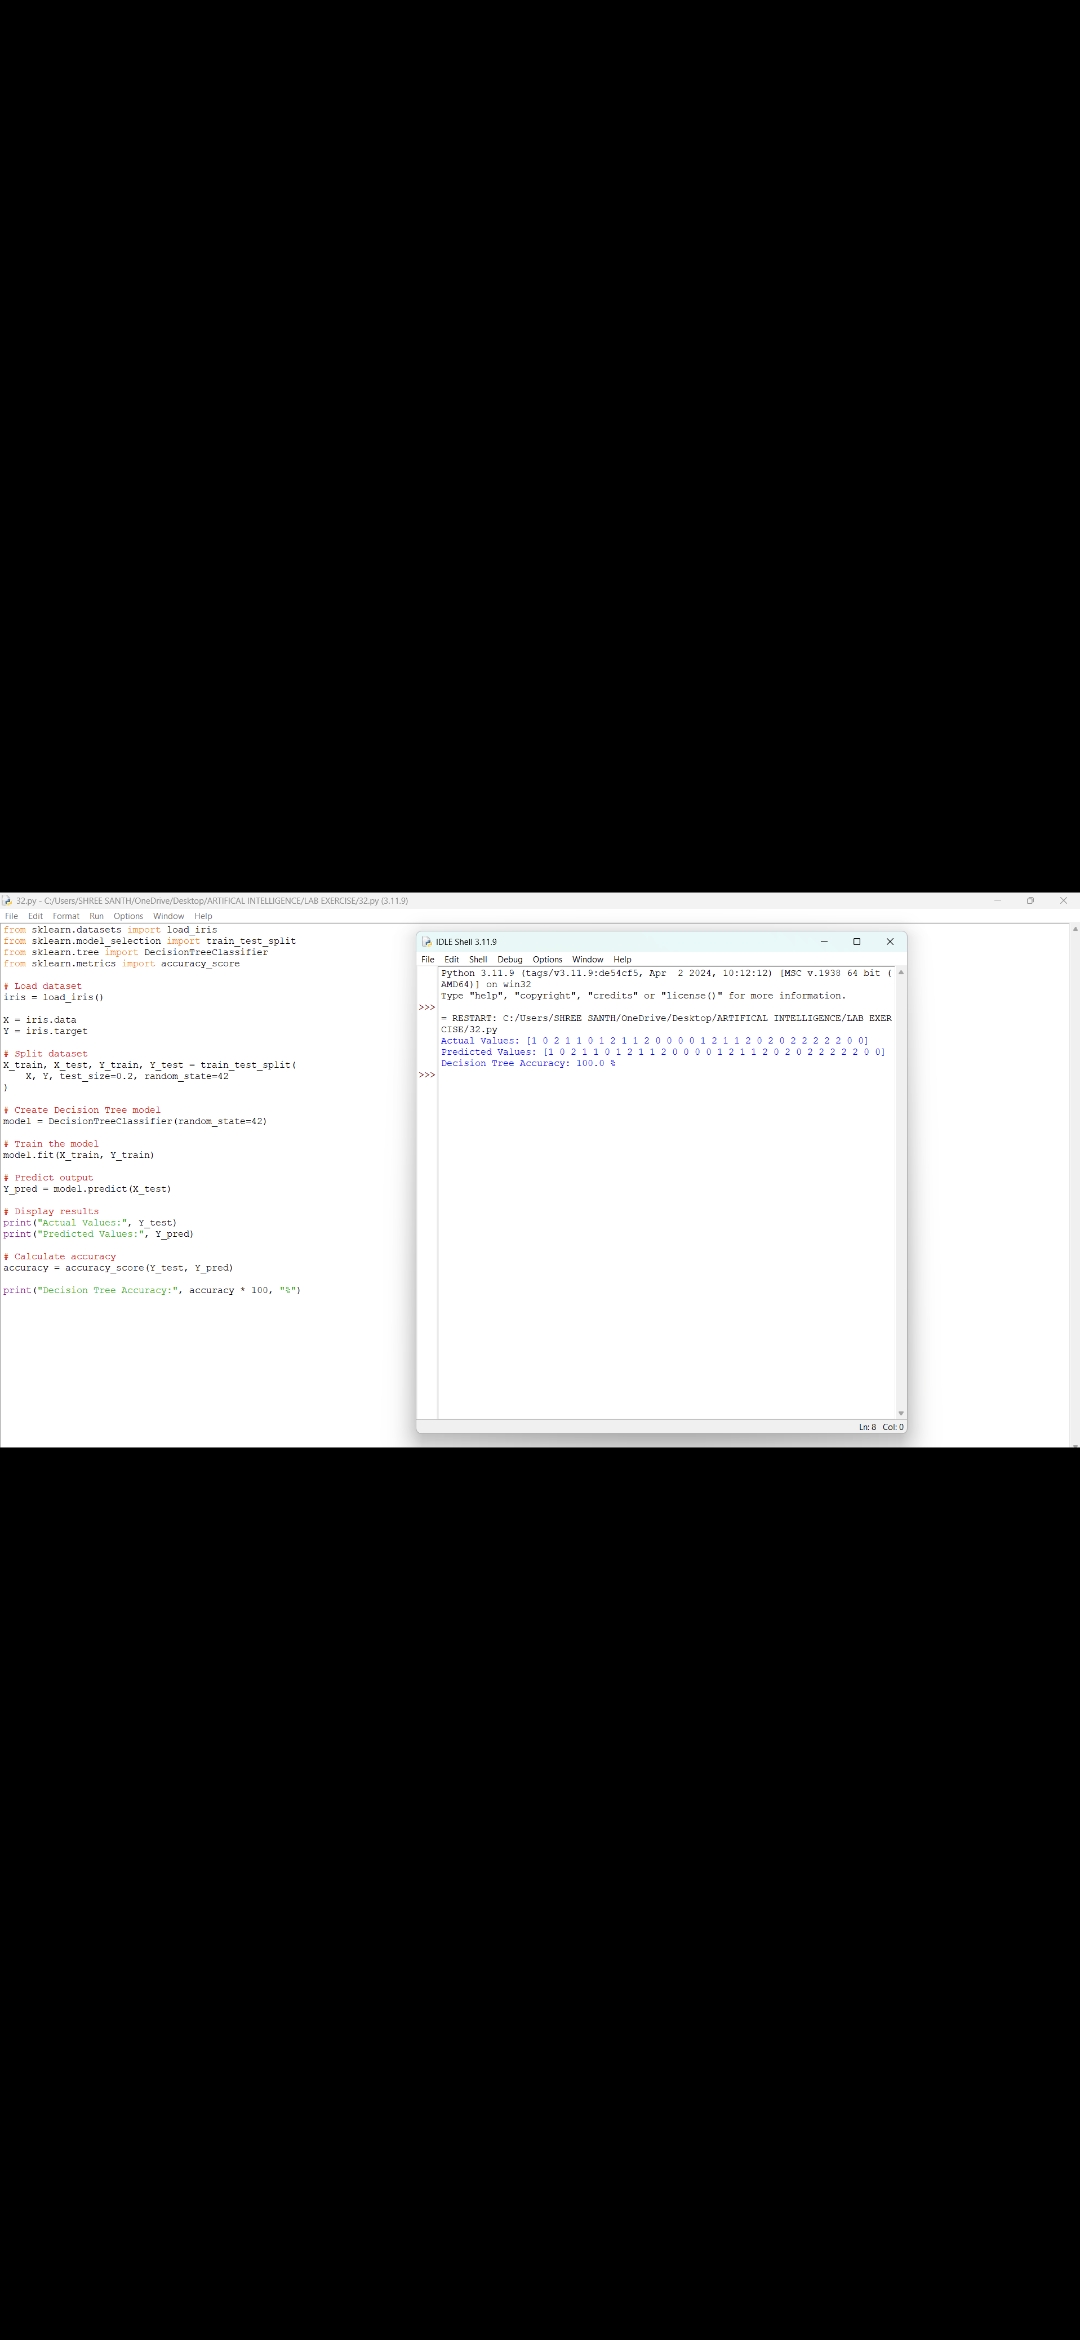 32.py - C:/Users/SHREE SANTH/OneDrive/Desktop/ARTIFICAL INTELLIGENCE/LAB EXERCISE/32.py (3.11.9)
File Edit Format Run Options Window Help
from sklearn.datasets import load_iris
from sklearn.model_selection import train_test_split
from sklearn.tree import DecisionTreeClassifier
from sklearn.metrics import accuracy_score
# Load dataset
iris = load_iris()
X = iris.data
Y = iris.target
# Split dataset
X_train, X_test, Y_train, Y_test = train_test_split(
X, Y, test_size=0.2, random_state=42
)
# Create Decision Tree model
model = DecisionTreeClassifier(random_state=42)
# Train the model
model.fit(X_train, Y_train)
# Predict output
Y_pred = model.predict(X_test)
# Display results
print("Actual Values:", Y_test)
print("Predicted Values:", Y_pred)
# Calculate accuracy
accuracy = accuracy_score(Y_test, Y_pred)
print("Decision Tree Accuracy:", accuracy * 100, "%")
IDLE Shell 3.11.9
File Edit Shell Debug Options Window Help
Python 3.11.9 (tags/v3.11.9:de54cf5, Apr  2 2024, 10:12:12) [MSC v.1938 64 bit (
AMD64)] on win32
Type "help", "copyright", "credits" or "license()" for more information.
>>>
= RESTART: C:/Users/SHREE SANTH/OneDrive/Desktop/ARTIFICAL INTELLIGENCE/LAB EXER
CISE/32.py
Actual Values: [1 0 2 1 1 0 1 2 1 1 2 0 0 0 0 1 2 1 1 2 0 2 0 2 2 2 2 2 0 0]
Predicted Values: [1 0 2 1 1 0 1 2 1 1 2 0 0 0 0 1 2 1 1 2 0 2 0 2 2 2 2 2 0 0]
Decision Tree Accuracy: 100.0 %
>>>
Ln: 8 Col: 0